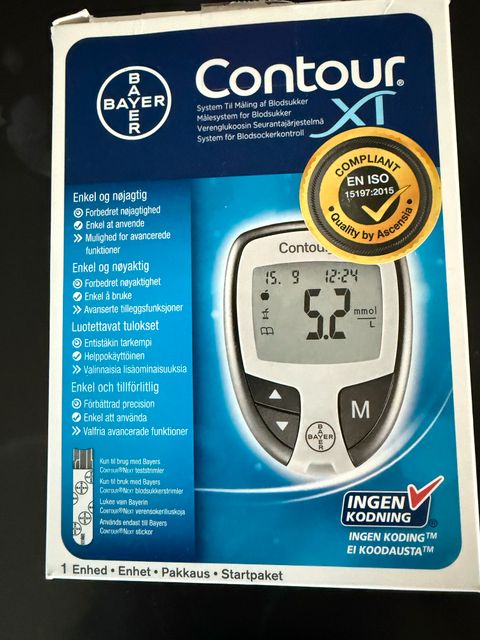 BAYER
BAYER
Contour®
XT
System Til Måling af Blodsukker
Målesystem for Blodsukker
Verenglukoosin Seurantajärjestelmä
System för Blodsockerkontroll
COMPLIANT
EN ISO
15197:2015
Quality by Ascensia
Enkel og nøjagtig
Forbedret nøjagtighed
Enkel at anvende
Mulighed for avancerede
funktioner
Enkel og nøyaktig
Forbedret nøyaktighet
Enkel å bruke
Avanserte tilleggsfunksjoner
Luotettavat tulokset
Entistäkin tarkempi
Helppokäyttöinen
Valinnaisia lisäominaisuuksia
Enkel och tillförlitlig
Förbättrad precision
Enkel att använda
Valfria avancerade funktioner
Contour
15. 9 12:24
5.2 mmol
L
M
BAYER
BAYER
Kun til brug med Bayers
CONTOUR®NEXT teststrimler
Kun til bruk med Bayers
CONTOUR®NEXT blodsukkerstrimler
Lukee vain Bayerin
CONTOUR®NEXT verensokeriliuskoja
Används endast till Bayers
CONTOUR®NEXT stickor
INGEN
KODNING®
INGEN KODING™
EI KOODAUSTA™
1 Enhed • Enhet • Pakkaus • Startpaket